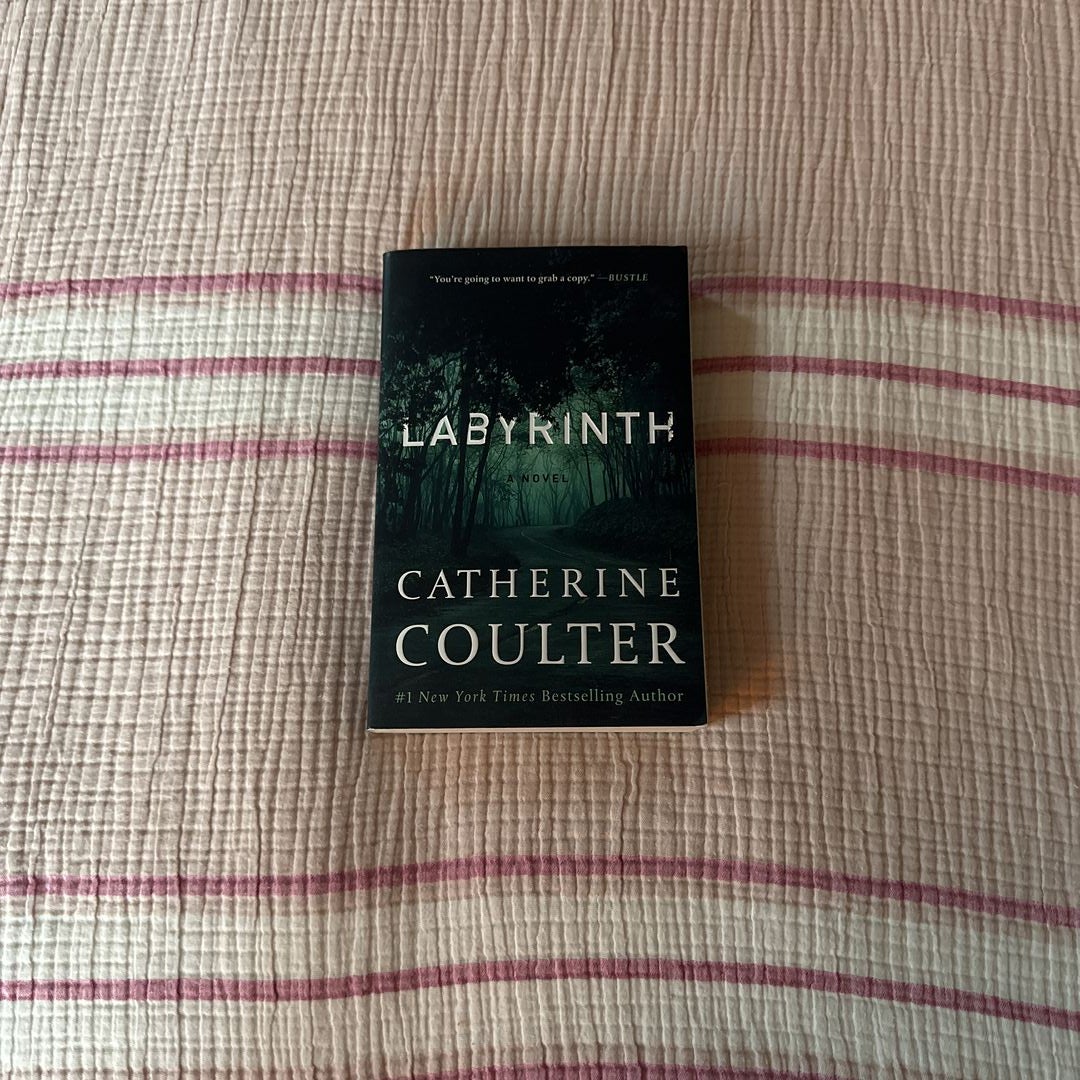 “You’re going to want to grab a copy.” —BUSTLE
LABYRINTH
A NOVEL
CATHERINE
COULTER
#1 New York Times Bestselling Author